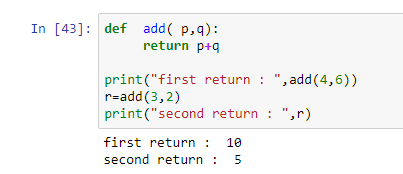 In [43]: def  add( p,q):
     return p+q
print("first return : ",add(4,6))
r=add(3,2)
print("second return : ",r)
first return :  10
second return :  5